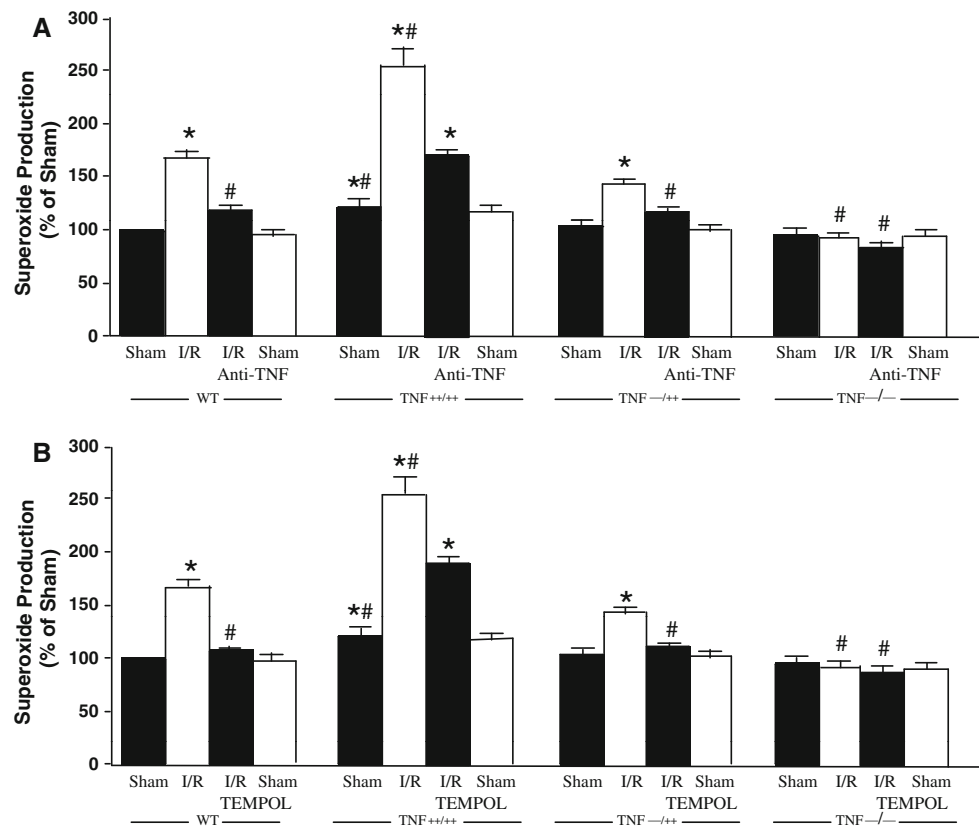 A
Superoxide Production
(% of Sham)
300
250
200
150
100
50
0
*
#
*#
*#
*
*
#
#
#
Sham I/R I/R Sham Sham I/R I/R Sham Sham I/R I/R Sham Sham I/R I/R Sham
Anti-TNF Anti-TNF Anti-TNF Anti-TNF
WT TNF++/++ TNF—/++ TNF—/—
B
Superoxide Production
(% of Sham)
300
250
200
150
100
50
0
*
#
*#
*#
*
*
#
#
#
Sham I/R I/R Sham Sham I/R I/R Sham Sham I/R I/R Sham Sham I/R I/R Sham
TEMPOL TEMPOL TEMPOL TEMPOL
WT TNF++/++ TNF—/++ TNF—/—